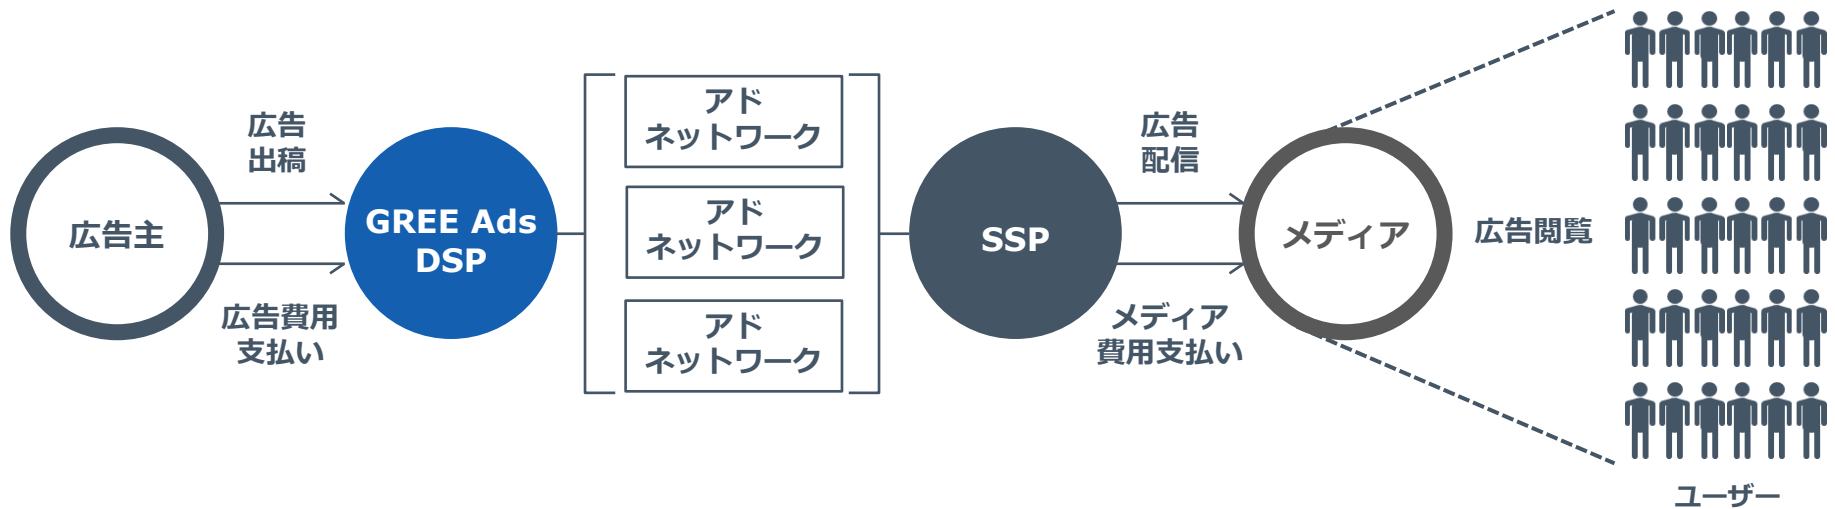 広告主
広告
出稿
広告費用
支払い
GREE Ads
DSP
アド
ネットワーク
アド
ネットワーク
アド
ネットワーク
SSP
広告
配信
メディア
費用支払い
メディア
広告閲覧
ユーザー